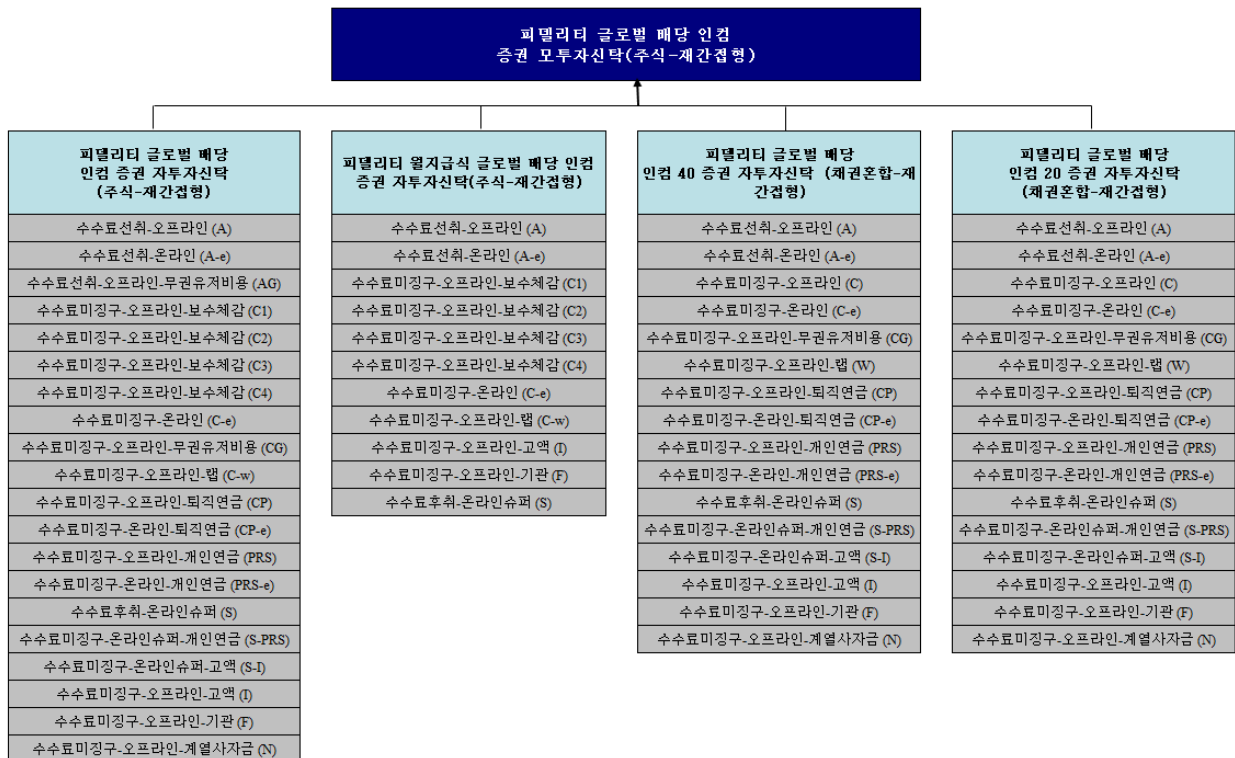 피델리티 글로벌 배당 인컴
증권 모투자신탁(주식-재간접형)
피델리티 글로벌 배당
인컴 증권 자투자신탁
(주식-재간접형)
수수료선취-오프라인 (A)
수수료선취-온라인 (A-e)
수수료선취-오프라인-무권유저비용 (AG)
수수료미징구-오프라인-보수체감 (C1)
수수료미징구-오프라인-보수체감 (C2)
수수료미징구-오프라인-보수체감 (C3)
수수료미징구-오프라인-보수체감 (C4)
수수료미징구-온라인 (C-e)
수수료미징구-오프라인-무권유저비용 (CG)
수수료미징구-오프라인-랩 (C-w)
수수료미징구-오프라인-퇴직연금 (CP)
수수료미징구-온라인-퇴직연금 (CP-e)
수수료미징구-오프라인-개인연금 (PRS)
수수료미징구-온라인-개인연금 (PRS-e)
수수료후취-온라인슈퍼 (S)
수수료미징구-온라인슈퍼-개인연금 (S-PRS)
수수료미징구-온라인슈퍼-고액 (S-I)
수수료미징구-오프라인-고액 (I)
수수료미징구-오프라인-기관 (F)
수수료미징구-오프라인-계열사자금 (N)
피델리티 월지급식 글로벌 배당 인컴
증권 자투자신탁(주식-재간접형)
수수료선취-오프라인 (A)
수수료선취-온라인 (A-e)
수수료미징구-오프라인-보수체감 (C1)
수수료미징구-오프라인-보수체감 (C2)
수수료미징구-오프라인-보수체감 (C3)
수수료미징구-오프라인-보수체감 (C4)
수수료미징구-온라인 (C-e)
수수료미징구-오프라인-랩 (C-w)
수수료미징구-오프라인-고액 (I)
수수료미징구-오프라인-기관 (F)
수수료후취-온라인슈퍼 (S)
피델리티 글로벌 배당
인컴 40 증권 자투자신탁 (채권혼합-재
간접형)
수수료선취-오프라인 (A)
수수료선취-온라인 (A-e)
수수료미징구-오프라인 (C)
수수료미징구-온라인 (C-e)
수수료미징구-오프라인-무권유저비용 (CG)
수수료미징구-오프라인-랩 (W)
수수료미징구-오프라인-퇴직연금 (CP)
수수료미징구-온라인-퇴직연금 (CP-e)
수수료미징구-오프라인-개인연금 (PRS)
수수료미징구-온라인-개인연금 (PRS-e)
수수료후취-온라인슈퍼 (S)
수수료미징구-온라인슈퍼-개인연금 (S-PRS)
수수료미징구-온라인슈퍼-고액 (S-I)
수수료미징구-오프라인-고액 (I)
수수료미징구-오프라인-기관 (F)
수수료미징구-오프라인-계열사자금 (N)
피델리티 글로벌 배당
인컴 20 증권 자투자신탁
(채권혼합-재간접형)
수수료선취-오프라인 (A)
수수료선취-온라인 (A-e)
수수료미징구-오프라인 (C)
수수료미징구-온라인 (C-e)
수수료미징구-오프라인-무권유저비용 (CG)
수수료미징구-오프라인-랩 (W)
수수료미징구-오프라인-퇴직연금 (CP)
수수료미징구-온라인-퇴직연금 (CP-e)
수수료미징구-오프라인-개인연금 (PRS)
수수료미징구-온라인-개인연금 (PRS-e)
수수료후취-온라인슈퍼 (S)
수수료미징구-온라인슈퍼-개인연금 (S-PRS)
수수료미징구-온라인슈퍼-고액 (S-I)
수수료미징구-오프라인-고액 (I)
수수료미징구-오프라인-기관 (F)
수수료미징구-오프라인-계열사자금 (N)